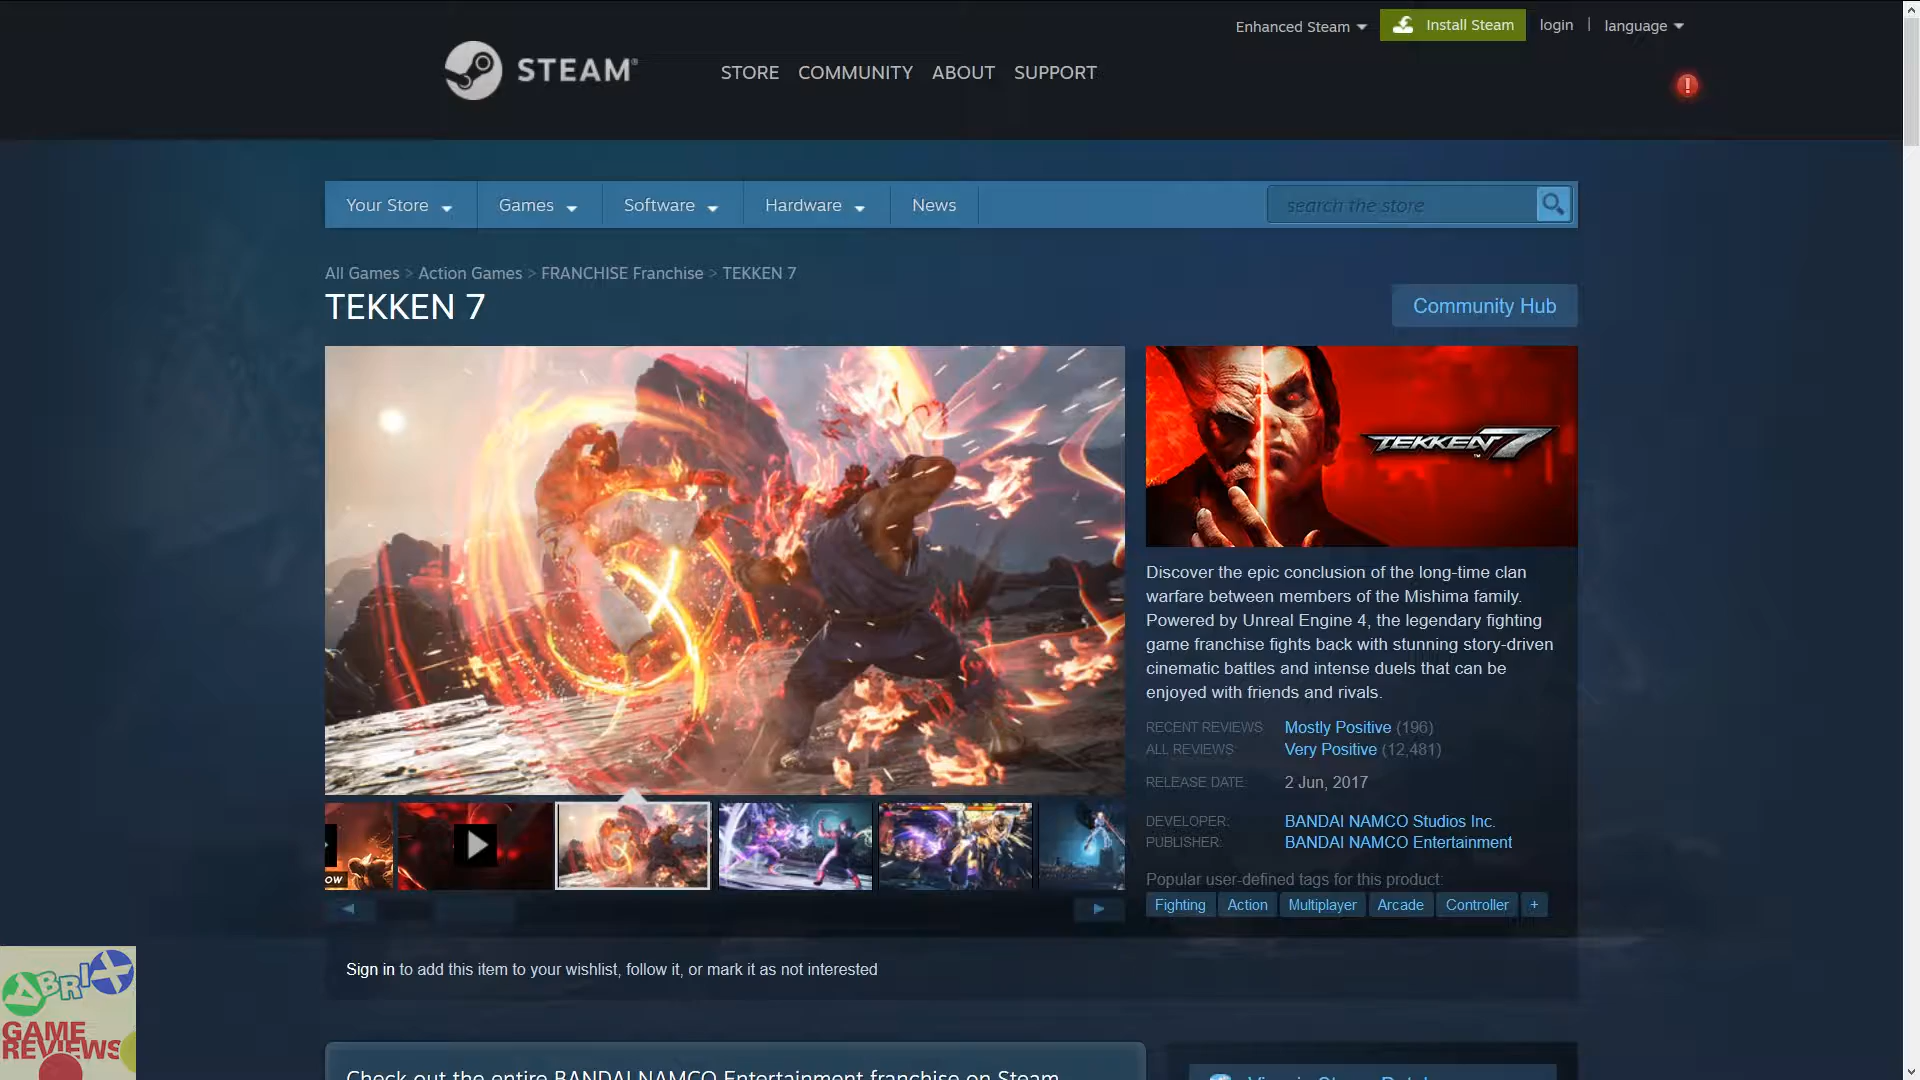 Enhanced Steam
Install Steam
login | language
STEAM®
STORE COMMUNITY ABOUT SUPPORT
Your Store Games Software Hardware News
search the store
All Games > Action Games > FRANCHISE Franchise > TEKKEN 7
TEKKEN 7
Community Hub
TEKKEN 7
Discover the epic conclusion of the long-time clan
warfare between members of the Mishima family.
Powered by Unreal Engine 4, the legendary fighting
game franchise fights back with stunning story-driven
cinematic battles and intense duels that can be
enjoyed with friends and rivals.
RECENT REVIEWS: Mostly Positive (196)
ALL REVIEWS: Very Positive (12,481)
RELEASE DATE: 2 Jun, 2017
DEVELOPER: BANDAI NAMCO Studios Inc.
PUBLISHER: BANDAI NAMCO Entertainment
Popular user-defined tags for this product:
Fighting Action Multiplayer Arcade Controller +
Sign in to add this item to your wishlist, follow it, or mark it as not interested
ABRIX
GAME
REVIEWS
Check out the entire BANDAI NAMCO Entertainment franchise on Steam